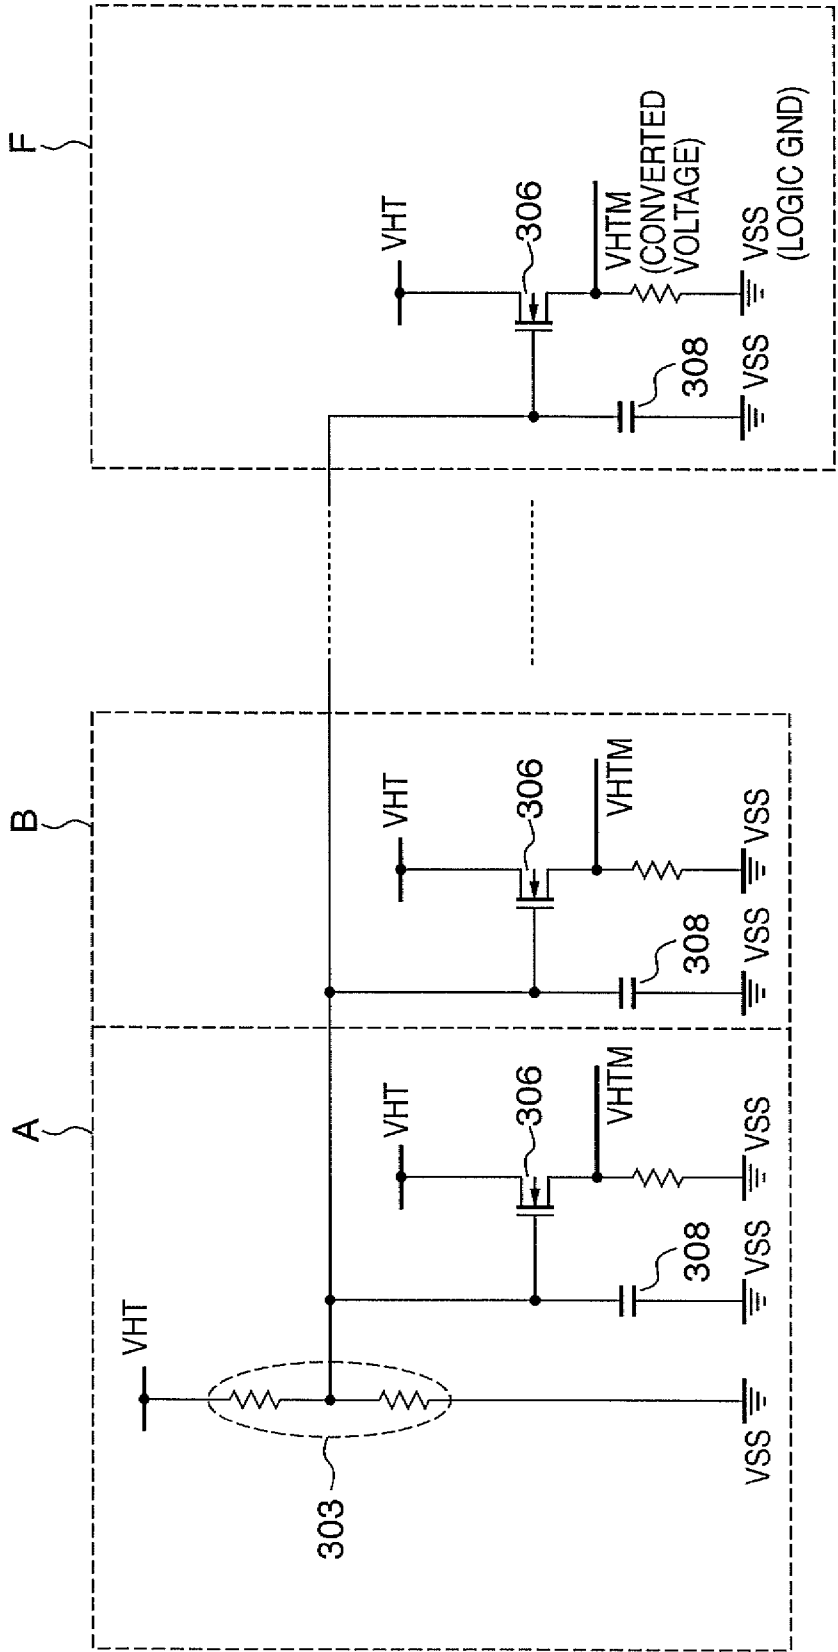 A
B
F
VHT
303
VSS
VHT
306
VHTM
308
VSS
VSS
VHT
306
VHTM
308
VSS
VSS
VHT
306
VHTM
(CONVERTED
VOLTAGE)
308
VSS
VSS
(LOGIC GND)